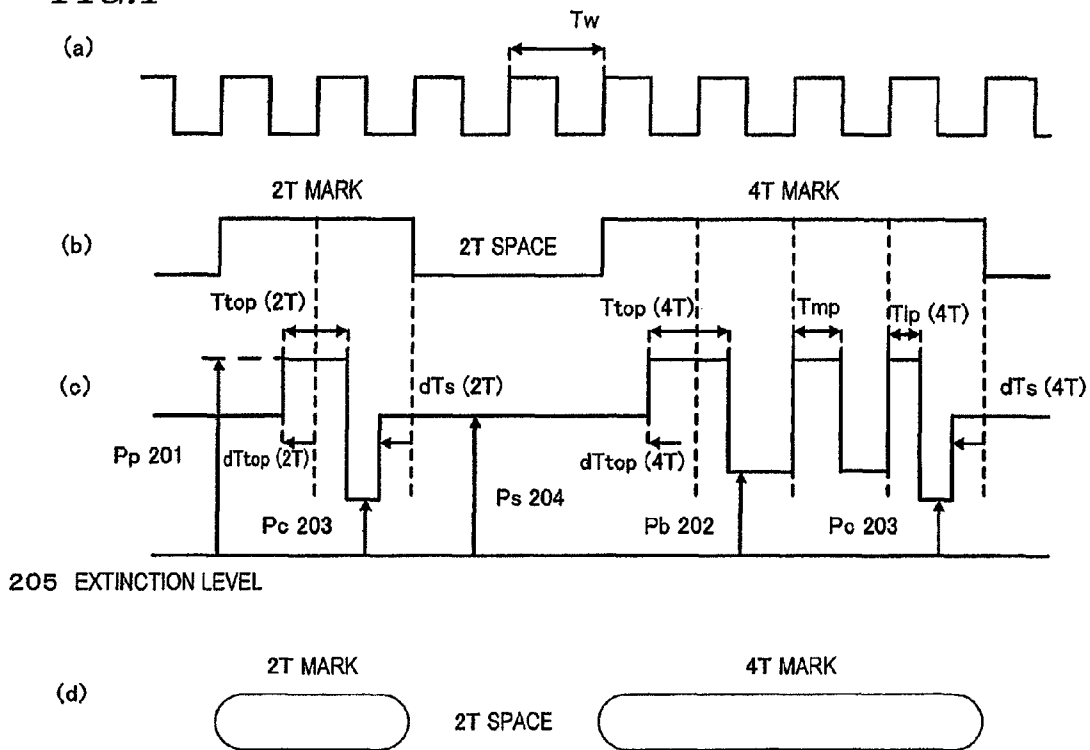 FIG.1
(a)
Tw
2T MARK
4T MARK
(b)
2T SPACE
Ttop (2T)
Ttop (4T)
Tmp
Tlp (4T)
(c)
dTs (2T)
dTs (4T)
Pp 201
dTtop (2T)
dTtop (4T)
Ps 204
Pc 203
Pb 202
Pc 203
205 EXTINCTION LEVEL
2T MARK
4T MARK
(d)
2T SPACE